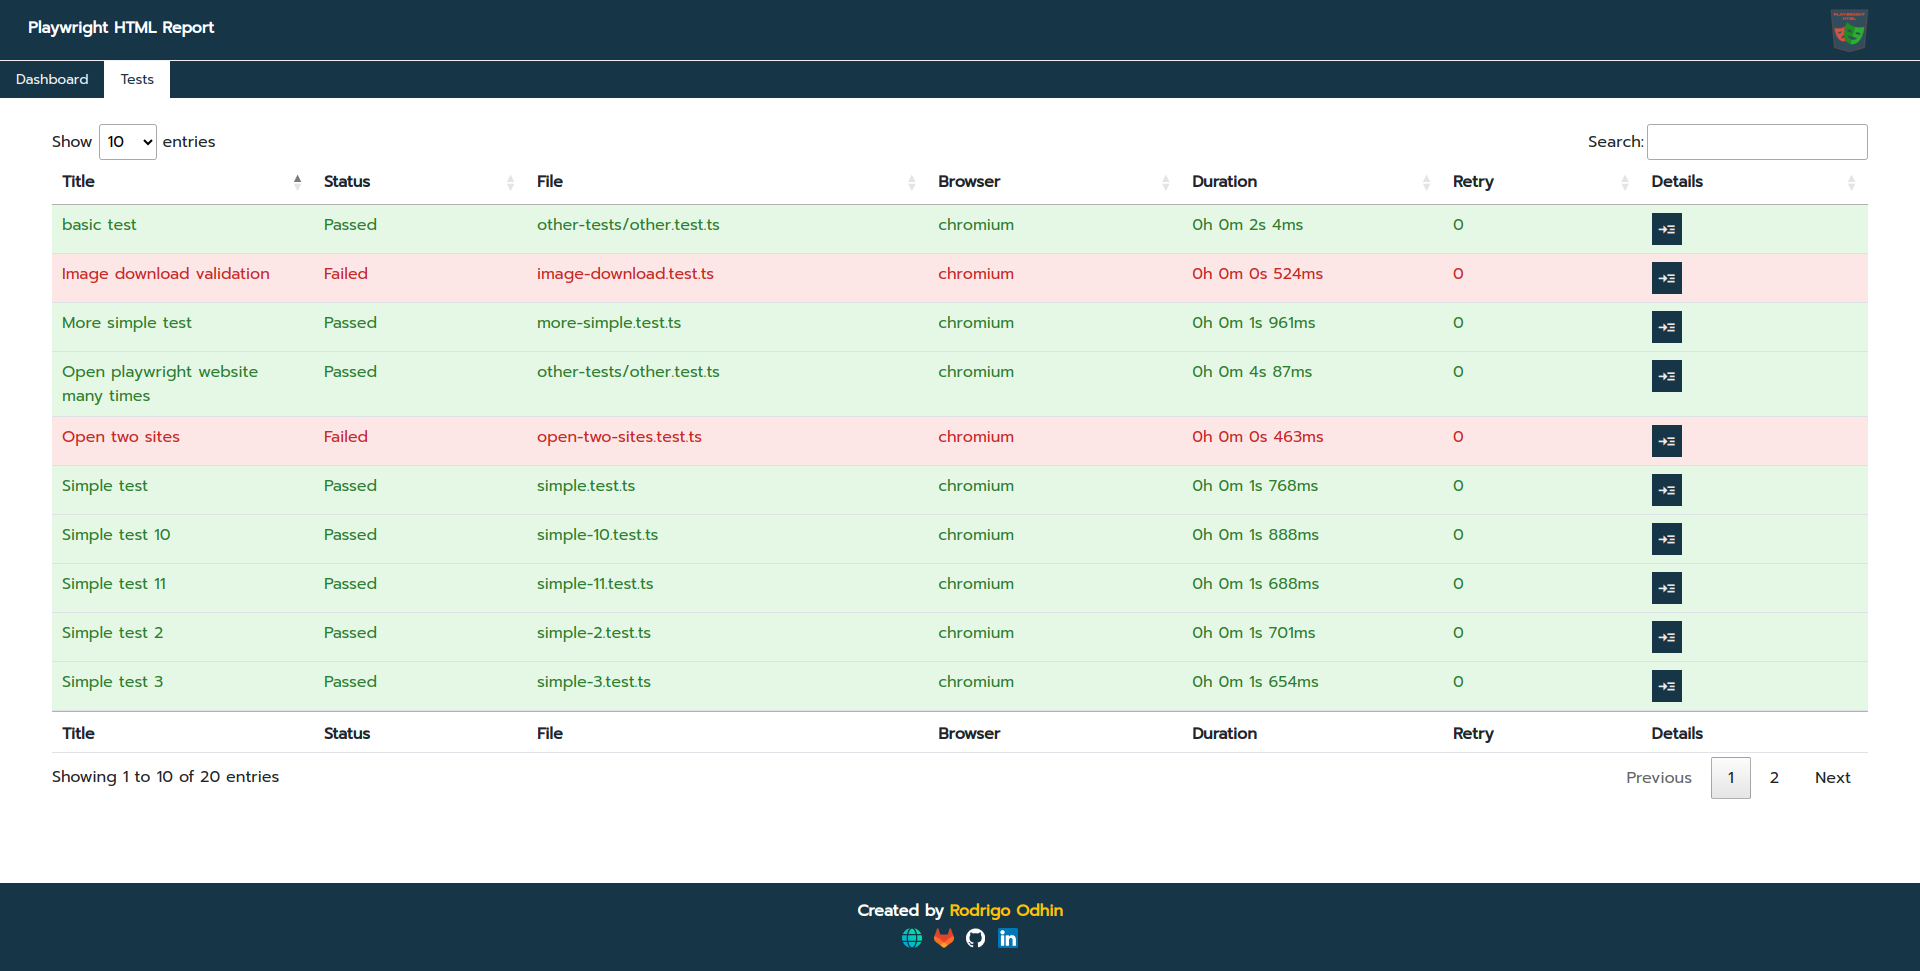 Playwright HTML Report
PLAYWRIGHT
HTML
Dashboard Tests
Show 10 entries Search:
Title Status File Browser Duration Retry Details
basic test Passed other-tests/other.test.ts chromium 0h 0m 2s 4ms 0
Image download validation Failed image-download.test.ts chromium 0h 0m 0s 524ms 0
More simple test Passed more-simple.test.ts chromium 0h 0m 1s 961ms 0
Open playwright website Passed other-tests/other.test.ts chromium 0h 0m 4s 87ms 0
many times
Open two sites Failed open-two-sites.test.ts chromium 0h 0m 0s 463ms 0
Simple test Passed simple.test.ts chromium 0h 0m 1s 768ms 0
Simple test 10 Passed simple-10.test.ts chromium 0h 0m 1s 888ms 0
Simple test 11 Passed simple-11.test.ts chromium 0h 0m 1s 688ms 0
Simple test 2 Passed simple-2.test.ts chromium 0h 0m 1s 701ms 0
Simple test 3 Passed simple-3.test.ts chromium 0h 0m 1s 654ms 0
Title Status File Browser Duration Retry Details
Showing 1 to 10 of 20 entries Previous 1 2 Next
Created by Rodrigo Odhin
in